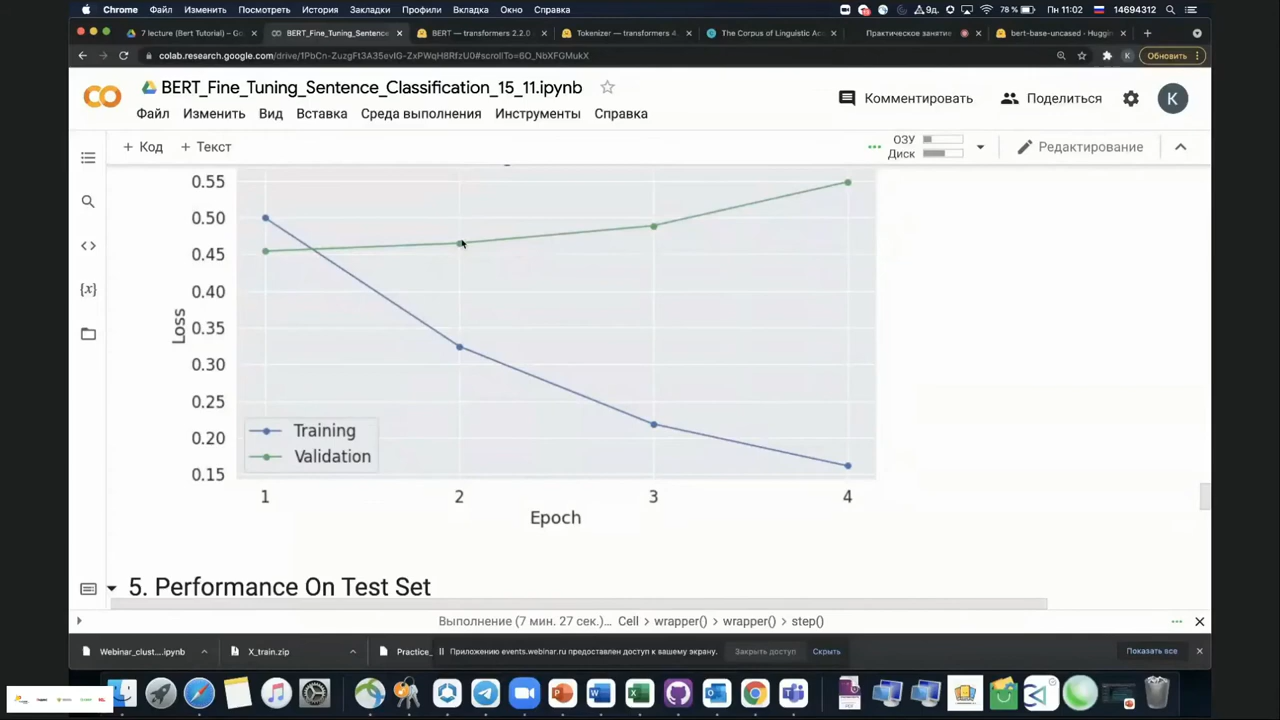 Chrome Файл Изменить Посмотреть История Закладки Профили Вкладка Окно Справка 9д. 78 % Пн 11:02 14694312
7 lecture (Bert Tutorial) – Go BERT_Fine_Tuning_Sentence BERT — transformers 2.2.0 Tokenizer — transformers 4. The Corpus of Linguistic Acc Практическое занятие bert-base-uncased · Huggin
colab.research.google.com/drive/1PbCn-ZuzgFt3A35evIG-ZxPWqH8RfzU0#scrollTo=6O_NbXFGMukX K Обновить
CO BERT_Fine_Tuning_Sentence_Classification_15_11.ipynb Комментировать Поделиться K
Файл Изменить Вид Вставка Среда выполнения Инструменты Справка
+ Код + Текст ОЗУ Диск Редактирование
0.55
0.50
0.45
0.40
0.35
0.30
0.25
0.20
0.15
Loss
Training
Validation
1 2 3 4
Epoch
5. Performance On Test Set
Выполнение (7 мин. 27 сек.)… Cell > wrapper() > wrapper() > step()
Webinar_clust....ipynb X_train.zip Practice_ Приложению events.webinar.ru предоставлен доступ к вашему экрану. Закрыть доступ Скрыть Показать все